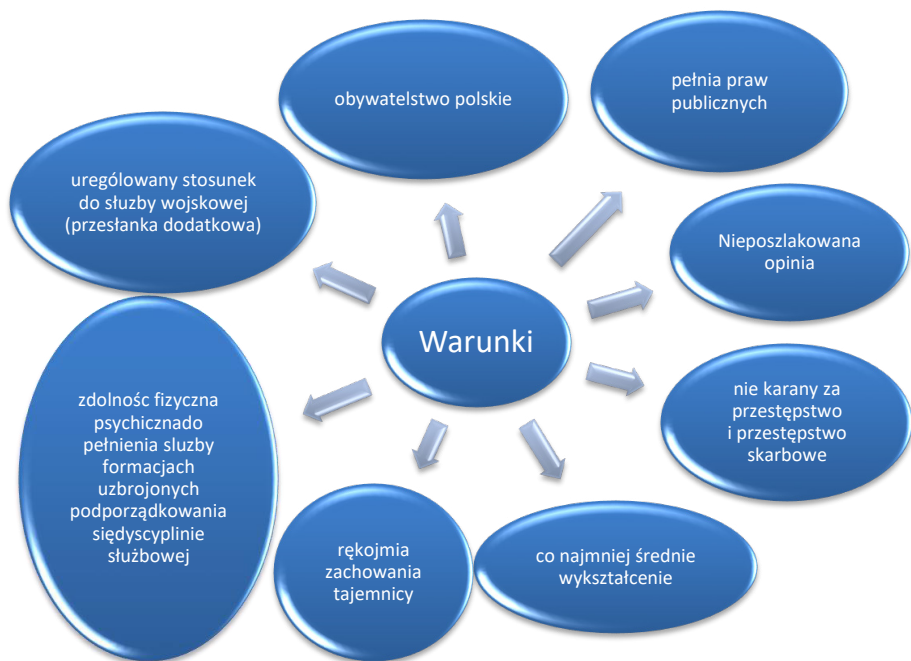 obywatelstwo polskie
pełnia praw
publicznych
urególowany stosunek
do słuzby wojskowej
(przesłanka dodatkowa)
Nieposzlakowana
opinia
Warunki
nie karany za
przestępstwo
i przestępstwo
skarbowe
zdolnośc fizyczna
psychicznado
pełnienia sluzby
formacjach
uzbrojonych
podporządkowania
siędyscyplinie
służbowej
rękojmia
zachowania
tajemnicy
co najmniej średnie
wykształcenie